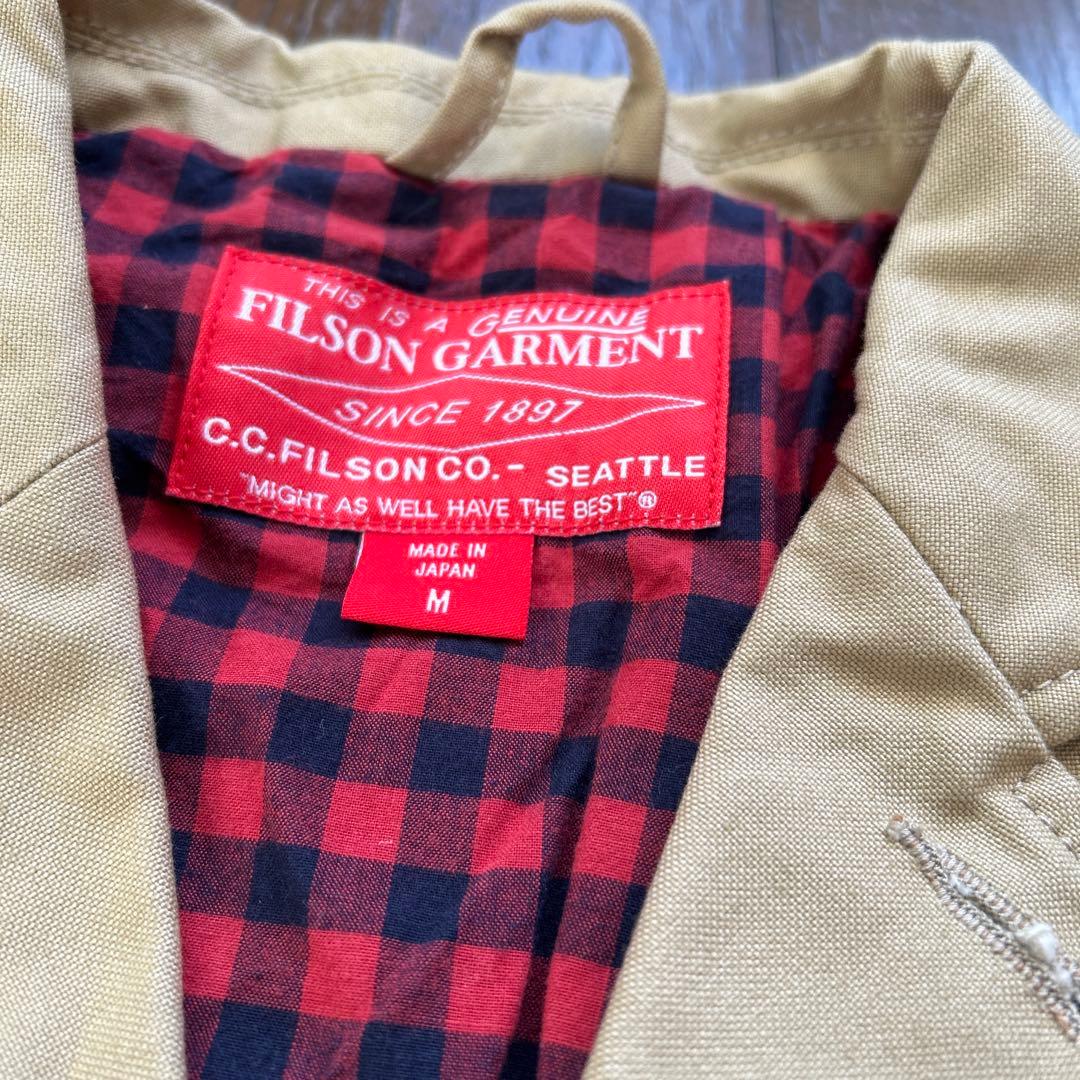 THIS IS A GENUINE
FILSON GARMENT
SINCE 1897
C.C.FILSON CO.- SEATTLE
"MIGHT AS WELL HAVE THE BEST"®
MADE IN
JAPAN
M